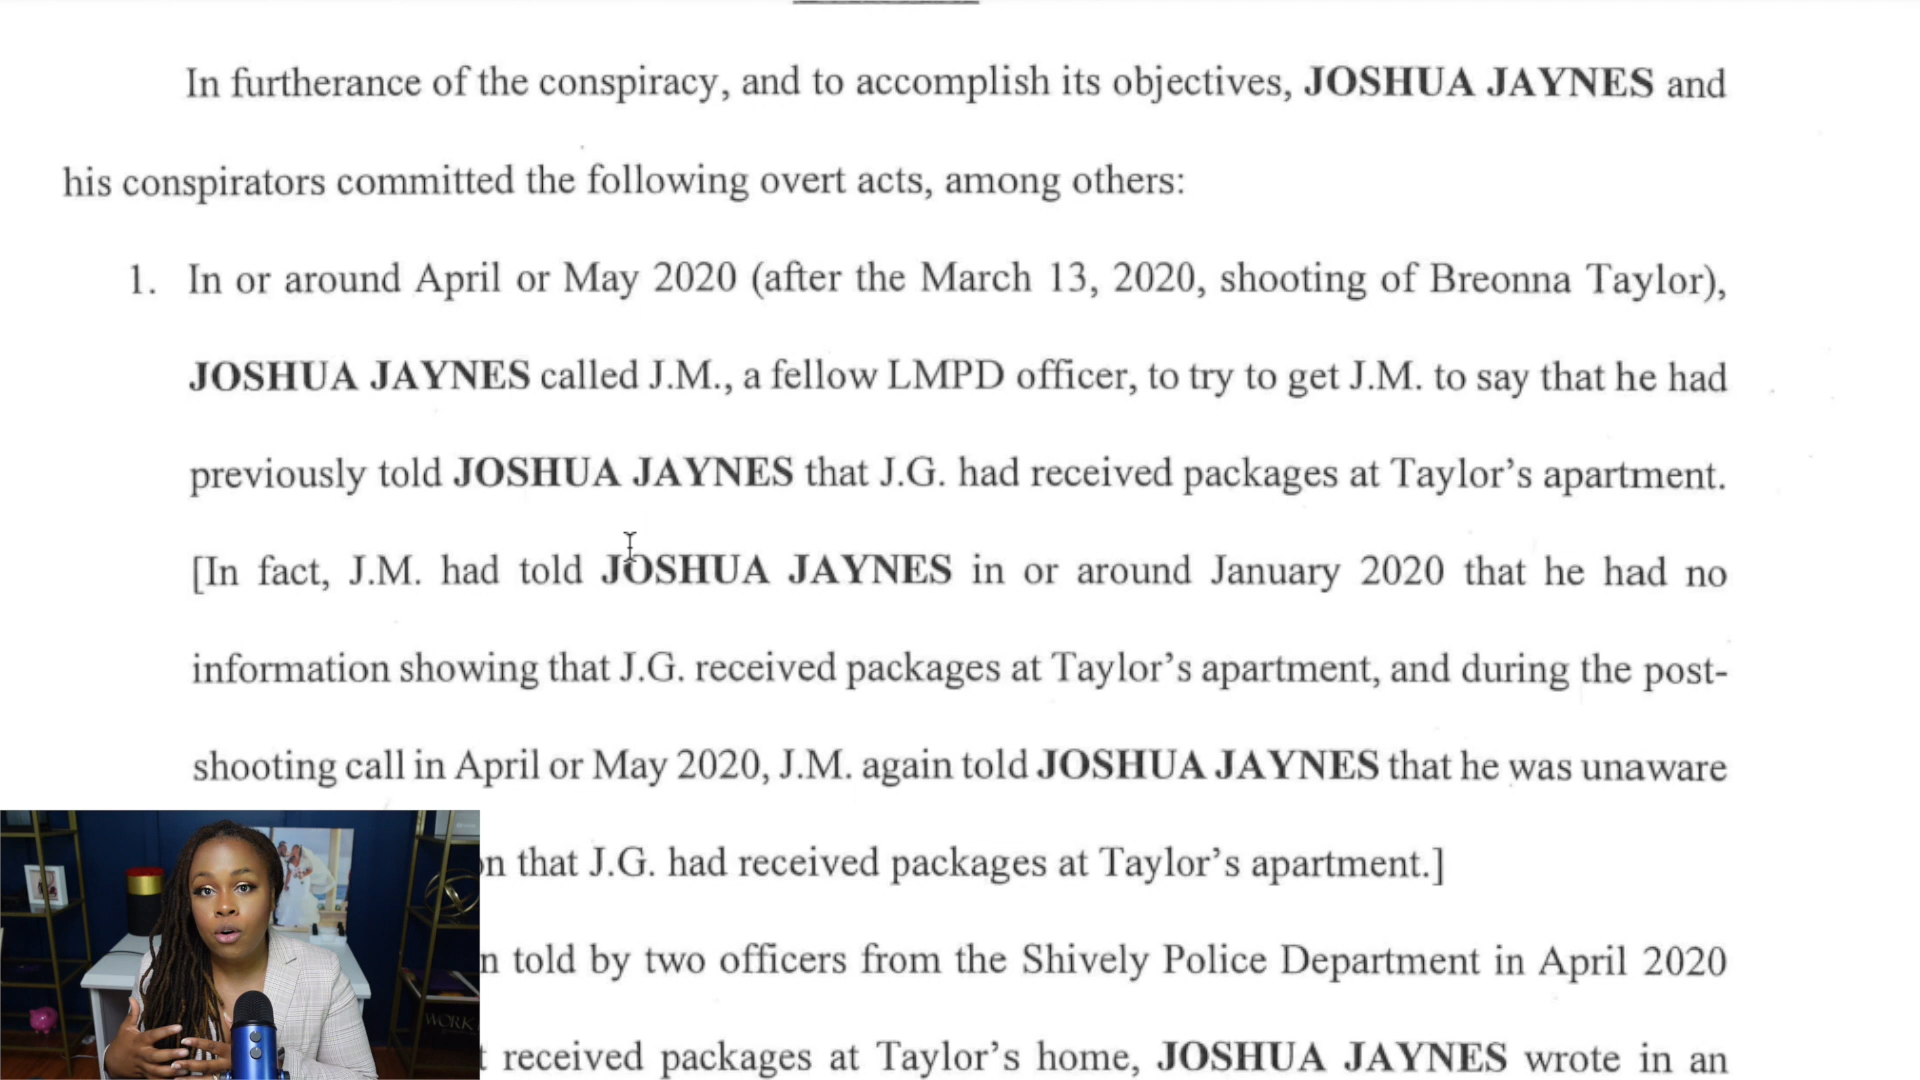 In furtherance of the conspiracy, and to accomplish its objectives, JOSHUA JAYNES and
his conspirators committed the following overt acts, among others:
1. In or around April or May 2020 (after the March 13, 2020, shooting of Breonna Taylor),
JOSHUA JAYNES called J.M., a fellow LMPD officer, to try to get J.M. to say that he had
previously told JOSHUA JAYNES that J.G. had received packages at Taylor’s apartment.
[In fact, J.M. had told JOSHUA JAYNES in or around January 2020 that he had no
information showing that J.G. received packages at Taylor’s apartment, and during the post-
shooting call in April or May 2020, J.M. again told JOSHUA JAYNES that he was unaware
that J.G. had received packages at Taylor’s apartment.]
told by two officers from the Shively Police Department in April 2020
received packages at Taylor’s home, JOSHUA JAYNES wrote in an
WORK